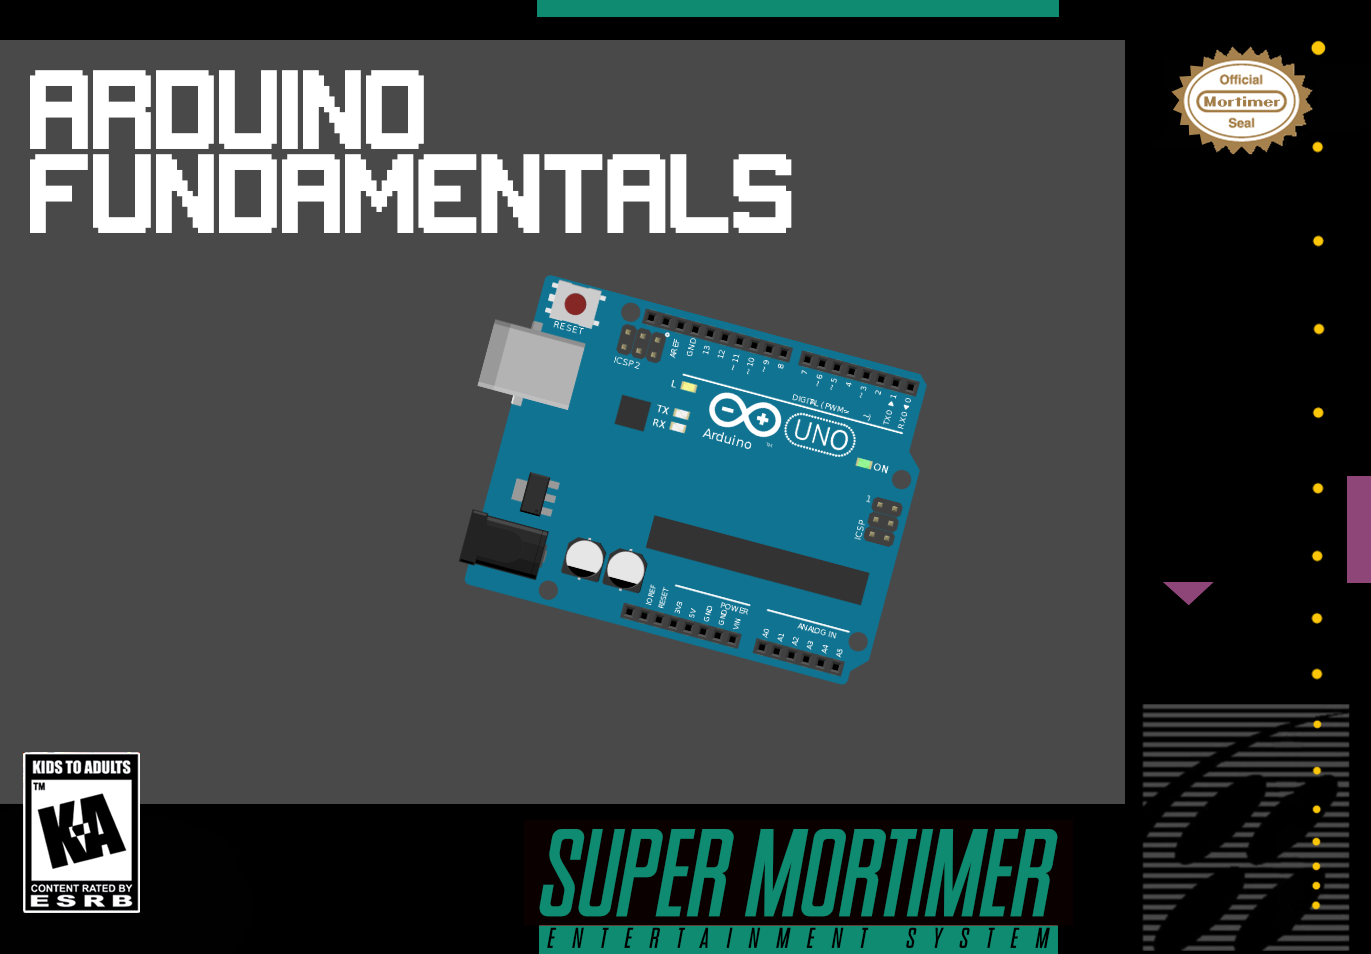 ARDUINO
FUNDAMENTALS
Official
Mortimer
Seal
RESET
ICSP2
AREF
GND
13
12
~11
~10
~9
8
7
~6
~5
4
~3
2
TX0 ▶ 1
RX0 ◀ 0
L
TX
RX
DIGITAL (PWM~)
Arduino
™
UNO
ON
1
ICSP
IOREF
RESET
3V3
5V
GND
GND
VIN
POWER
ANALOG IN
A0
A1
A2
A3
A4
A5
KIDS TO ADULTS
™
K-A
CONTENT RATED BY
ESRB
SUPER MORTIMER
ENTERTAINMENT SYSTEM